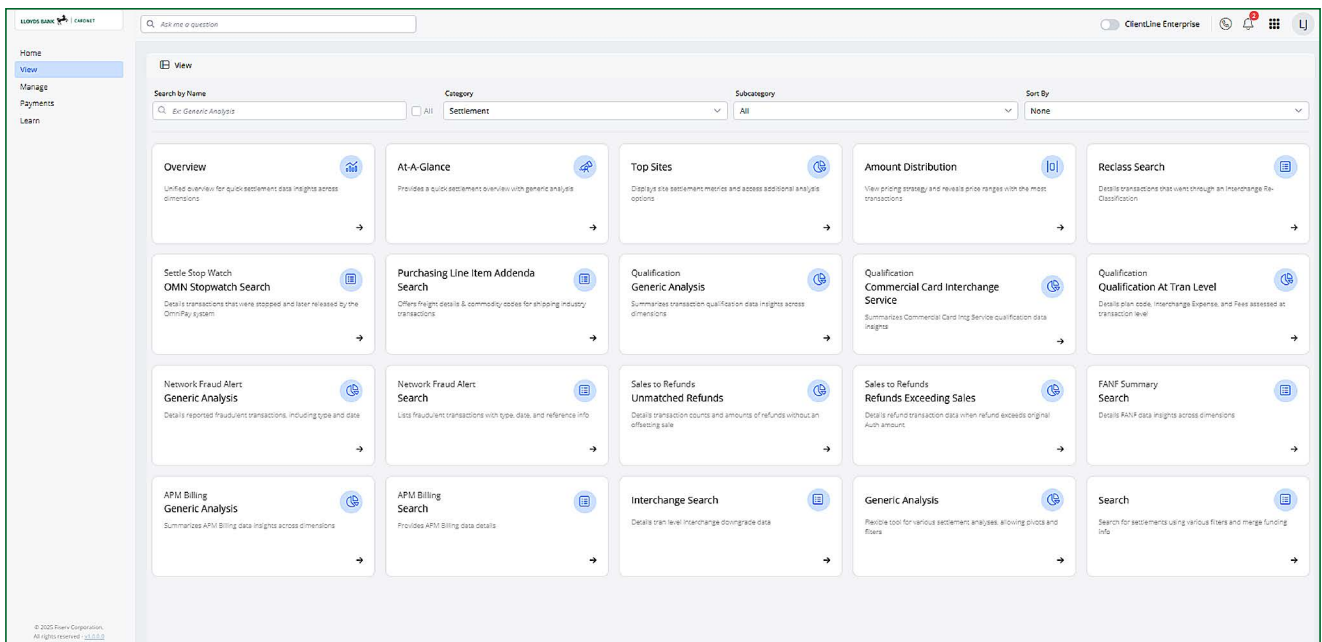 LLOYDS BANK | CARDNET
Ask me a question
ClientLine Enterprise
2
LJ
Home
View
Manage
Payments
Learn
View
Search by Name
Category
Subcategory
Sort By
Ex: Generic Analysis
All
Settlement
All
None
Overview
Unified overview for quick settlement data insights across
dimensions
At-A-Glance
Provides a quick settlement overview with generic analysis
Top Sites
Displays site settlement metrics and access additional analysis
options
Amount Distribution
View pricing strategy and reveals price ranges with the most
transactions
Reclass Search
Details transactions that went through an Interchange Re-
Classification
Settle Stop Watch
OMN Stopwatch Search
Details transactions that were stopped and later released by the
OmniPay system
Purchasing Line Item Addenda
Search
Offers freight details & commodity codes for shipping industry
transactions
Qualification
Generic Analysis
Summarizes transaction qualification data insights across
dimensions
Qualification
Commercial Card Interchange
Service
Summarizes Commercial Card Intg Service qualification data
insights
Qualification
Qualification At Tran Level
Details plan code, Interchange Expense, and Fees assessed at
transaction level
Network Fraud Alert
Generic Analysis
Details reported fraudulent transactions, including type and date
Network Fraud Alert
Search
Lists fraudulent transactions with type, date, and reference info
Sales to Refunds
Unmatched Refunds
Details transaction counts and amounts of refunds without an
offsetting sale
Sales to Refunds
Refunds Exceeding Sales
Details refund transaction data when refund exceeds original
Auth amount
FANF Summary
Search
Details FANF data insights across dimensions
APM Billing
Generic Analysis
Summarizes APM Billing data insights across dimensions
APM Billing
Search
Provides APM Billing data details
Interchange Search
Details tran level interchange downgrade data
Generic Analysis
Flexible tool for various settlement analyses, allowing pivots and
filters
Search
Search for settlements using various filters and merge funding
info
© 2025 Fiserv Corporation.
All rights reserved - v1.0.0.0